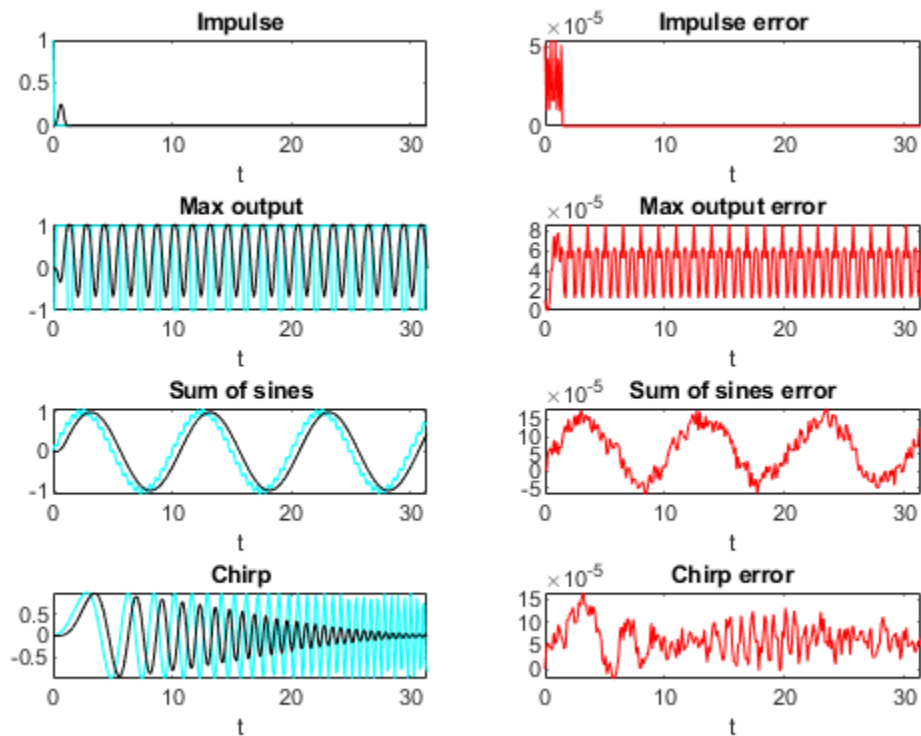 Impulse
1
0.5
0
0 10 20 30
t
Impulse error
×10-5
5
0
0 10 20 30
t
Max output
1
0
-1
0 10 20 30
t
Max output error
×10-5
8
6
4
2
0
0 10 20 30
t
Sum of sines
1
0
-1
0 10 20 30
t
Sum of sines error
×10-5
15
10
5
0
-5
0 10 20 30
t
Chirp
0.5
0
-0.5
0 10 20 30
t
Chirp error
×10-5
15
10
5
0
0 10 20 30
t